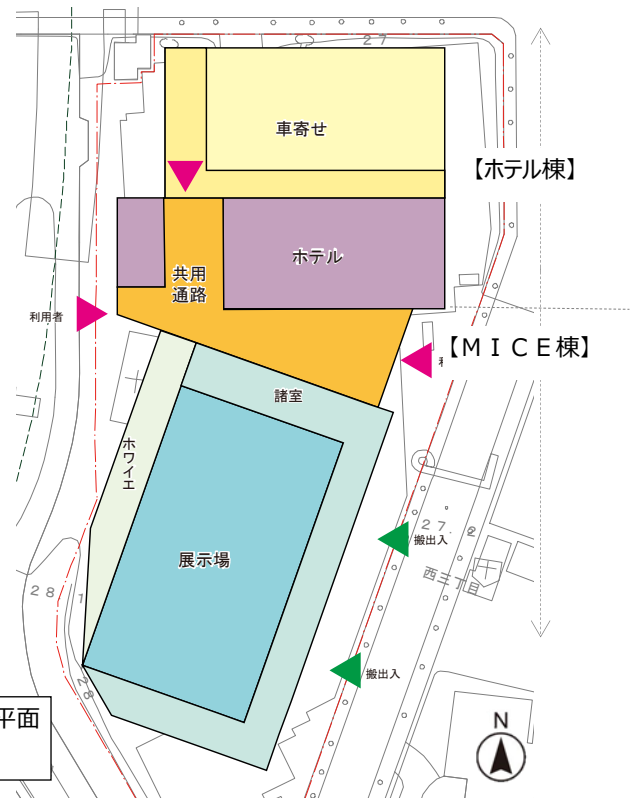 27
車寄せ
【ホテル棟】
ホテル
共用
通路
利用者
【ＭＩＣＥ棟】
諸室
ホワイエ
27.
搬出入
展示場
西三丁目
28
搬出入
28
平面
N